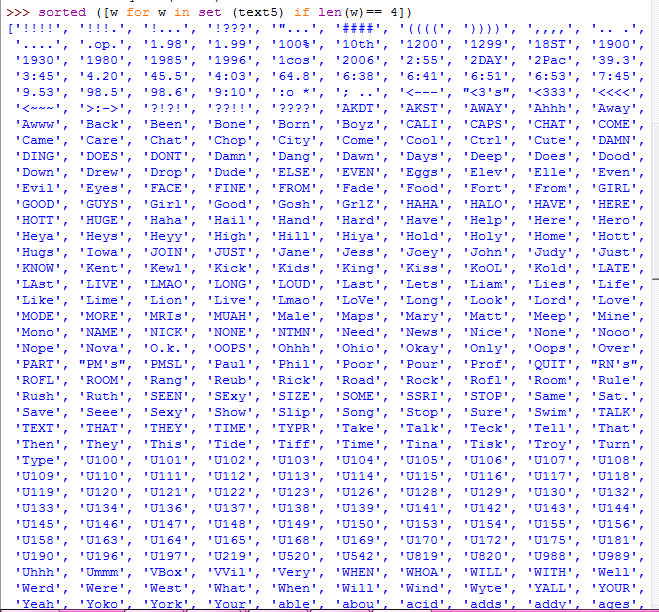 >>> sorted ([w for w in set (text5) if len(w)== 4])
['!!!!', '!!!.', '!...', '!???', '"...', '####', '((((', '))))', ',,,,', '.. .',
'....', '.op.', '1.98', '1.99', '100%', '10th', '1200', '1299', '18ST', '1900',
'1930', '1980', '1985', '1996', '1cos', '2006', '2:55', '2DAY', '2Pac', '39.3',
'3:45', '4.20', '45.5', '4:03', '64.8', '6:38', '6:41', '6:51', '6:53', '7:45',
'9.53', '98.5', '98.6', '9:10', ':o *', '; ..', '<---', "<3's", '<333', '<<<<',
'<~~~', '>:->', '?!?!', '??!!', '????', 'AKDT', 'AKST', 'AWAY', 'Ahhh', 'Away',
'Awww', 'Back', 'Been', 'Bone', 'Born', 'Boyz', 'CALI', 'CAPS', 'CHAT', 'COME',
'Came', 'Care', 'Chat', 'Chop', 'City', 'Come', 'Cool', 'Ctrl', 'Cute', 'DAMN',
'DING', 'DOES', 'DONT', 'Damn', 'Dang', 'Dawn', 'Days', 'Deep', 'Does', 'Dood',
'Down', 'Drew', 'Drop', 'Dude', 'ELSE', 'EVEN', 'Eggs', 'Elev', 'Elle', 'Even',
'Evil', 'Eyes', 'FACE', 'FINE', 'FROM', 'Fade', 'Food', 'Fort', 'From', 'GIRL',
'GOOD', 'GUYS', 'Girl', 'Good', 'Gosh', 'GrlZ', 'HAHA', 'HALO', 'HAVE', 'HERE',
'HOTT', 'HUGE', 'Haha', 'Hail', 'Hand', 'Hard', 'Have', 'Help', 'Here', 'Hero',
'Heya', 'Heys', 'Heyy', 'High', 'Hill', 'Hiya', 'Hold', 'Holy', 'Home', 'Hott',
'Hugs', 'Iowa', 'JOIN', 'JUST', 'Jane', 'Jess', 'Joey', 'John', 'Judy', 'Just',
'KNOW', 'Kent', 'Kewl', 'Kick', 'Kids', 'King', 'Kiss', 'KoOL', 'Kold', 'LATE',
'LAst', 'LIVE', 'LMAO', 'LONG', 'LOUD', 'Last', 'Lets', 'Liam', 'Lies', 'Life',
'Like', 'Lime', 'Lion', 'Live', 'Lmao', 'LoVe', 'Long', 'Look', 'Lord', 'Love',
'MODE', 'MORE', 'MRIs', 'MUAH', 'Male', 'Maps', 'Mary', 'Matt', 'Meep', 'Mine',
'Mono', 'NAME', 'NICK', 'NONE', 'NTMN', 'Need', 'News', 'Nice', 'None', 'Nooo',
'Nope', 'Nova', 'O.k.', 'OOPS', 'Ohhh', 'Ohio', 'Okay', 'Only', 'Oops', 'Over',
'PART', "PM's", 'PMSL', 'Paul', 'Phil', 'Poor', 'Pour', 'Prof', 'QUIT', "RN's",
'ROFL', 'ROOM', 'Rang', 'Reub', 'Rick', 'Road', 'Rock', 'Rofl', 'Room', 'Rule',
'Rush', 'Ruth', 'SEEN', 'SExy', 'SIZE', 'SOME', 'SSRI', 'STOP', 'Same', 'Sat.',
'Save', 'Seee', 'Sexy', 'Show', 'Slip', 'Song', 'Stop', 'Sure', 'Swim', 'TALK',
'TEXT', 'THAT', 'THEY', 'TIME', 'TYPR', 'Take', 'Talk', 'Teck', 'Tell', 'That',
'Then', 'They', 'This', 'Tide', 'Tiff', 'Time', 'Tina', 'Tisk', 'Troy', 'Turn',
'Type', 'U100', 'U101', 'U102', 'U103', 'U104', 'U105', 'U106', 'U107', 'U108',
'U109', 'U110', 'U111', 'U112', 'U113', 'U114', 'U115', 'U116', 'U117', 'U118',
'U119', 'U120', 'U121', 'U122', 'U123', 'U126', 'U128', 'U129', 'U130', 'U132',
'U133', 'U134', 'U136', 'U137', 'U138', 'U139', 'U141', 'U142', 'U143', 'U144',
'U145', 'U146', 'U147', 'U148', 'U149', 'U150', 'U153', 'U154', 'U155', 'U156',
'U158', 'U163', 'U164', 'U165', 'U168', 'U169', 'U170', 'U172', 'U175', 'U181',
'U190', 'U196', 'U197', 'U219', 'U520', 'U542', 'U819', 'U820', 'U988', 'U989',
'Uhhh', 'Ummm', 'VBox', 'VVil', 'Very', 'WHEN', 'WHOA', 'WILL', 'WITH', 'Well',
'Werd', 'Were', 'West', 'What', 'When', 'Will', 'Wind', 'Wyte', 'YALL', 'YOUR',
'Yeah', 'Yoko', 'York', 'Your', 'able', 'abou', 'acid', 'adds', 'addy', 'ages',